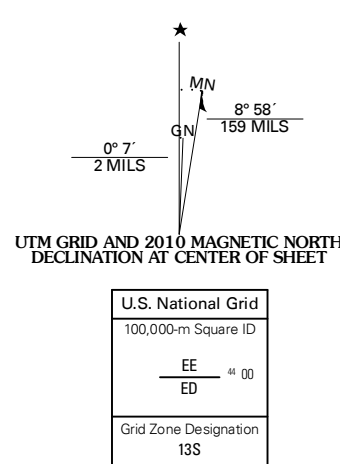 ★
MN
8° 58´
159 MILS
GN
0° 7´
2 MILS
UTM GRID AND 2010 MAGNETIC NORTH
DECLINATION AT CENTER OF SHEET
U.S. National Grid
100,000-m Square ID
EE
44 00
ED
Grid Zone Designation
13S